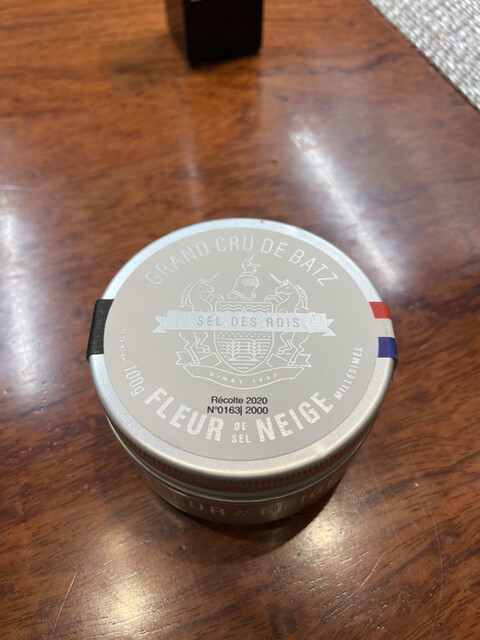 GRAND CRU DE BATZ
SEL DES ROIS
100g
MILLÉSIMÉE
Récolte 2020
N°0163| 2000
FLEUR DE SEL NEIGE